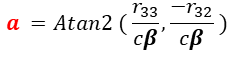 a = Atan2 ( r₃₃/cβ , −r₃₂/cβ )